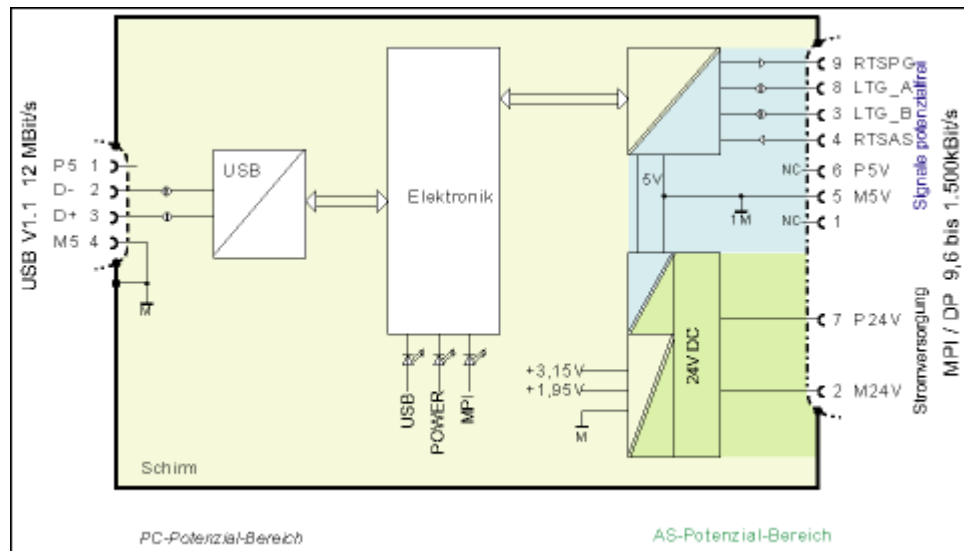 USB V1.1 12 MBit/s
P5 1
D- 2
D+ 3
M5 4
M
USB
Elektronik
USB
POWER
MPI
5V
1M
24V DC
+3,15V
+1,95V
M
9 RTSPG
8 LTG_A
3 LTG_B
4 RTSAS
NC 6 P5V
5 M5V
NC 1
7 P24V
2 M24V
Signale potenzialfrei
Stromversorgung
MPI / DP 9,6 bis 1.500kBit/s
Schirm
PC-Potenzial-Bereich
AS-Potenzial-Bereich